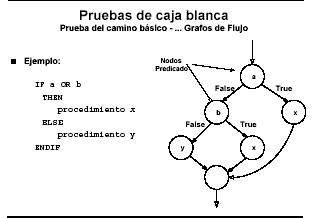 Pruebas de caja blanca
Prueba del camino básico - ... Grafos de Flujo
Ejemplo:
IF a OR b
THEN
procedimiento x
ELSE
procedimiento y
ENDIF
Nodos
Predicado
a
False
True
b
x
False
True
y
x